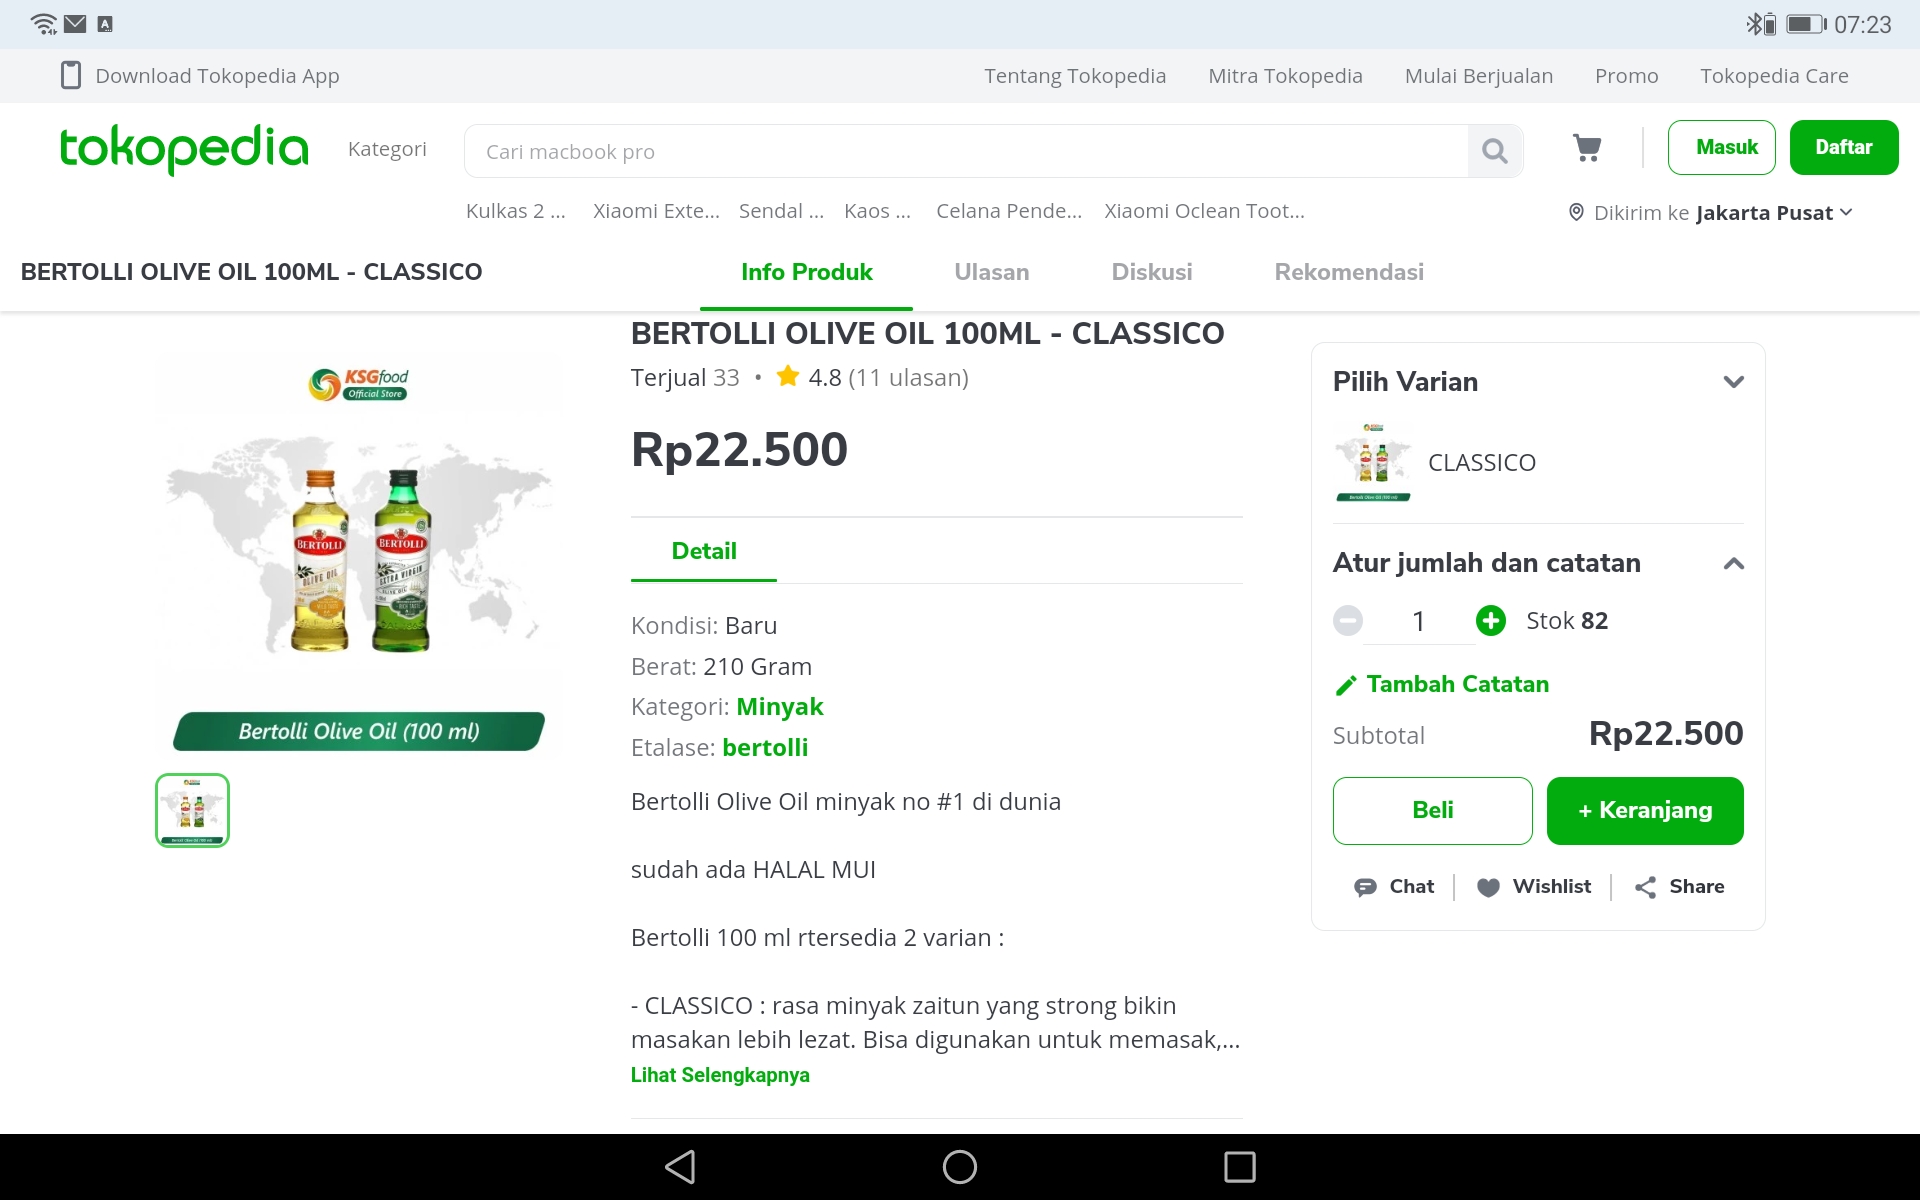 07:23
Download Tokopedia App
Tentang Tokopedia
Mitra Tokopedia
Mulai Berjualan
Promo
Tokopedia Care
tokopedia
Kategori
Cari macbook pro
Masuk
Daftar
Kulkas 2 ...
Xiaomi Exte...
Sendal ...
Kaos ...
Celana Pende...
Xiaomi Oclean Toot...
Dikirim ke Jakarta Pusat
BERTOLLI OLIVE OIL 100ML - CLASSICO
Info Produk
Ulasan
Diskusi
Rekomendasi
KSGfood
Official Store
BERTOLLI
OLIVE OIL
BERTOLLI
EXTRA VIRGIN
OLIVE OIL
Bertolli Olive Oil (100 ml)
BERTOLLI OLIVE OIL 100ML - CLASSICO
Terjual 33 • 4.8 (11 ulasan)
Rp22.500
Detail
Kondisi: Baru
Berat: 210 Gram
Kategori: Minyak
Etalase: bertolli
Bertolli Olive Oil minyak no #1 di dunia
sudah ada HALAL MUI
Bertolli 100 ml rtersedia 2 varian :
- CLASSICO : rasa minyak zaitun yang strong bikin
masakan lebih lezat. Bisa digunakan untuk memasak,...
Lihat Selengkapnya
Pilih Varian
Bertolli Olive Oil (100 ml)
CLASSICO
Atur jumlah dan catatan
1
Stok 82
Tambah Catatan
Subtotal
Rp22.500
Beli
+ Keranjang
Chat
Wishlist
Share